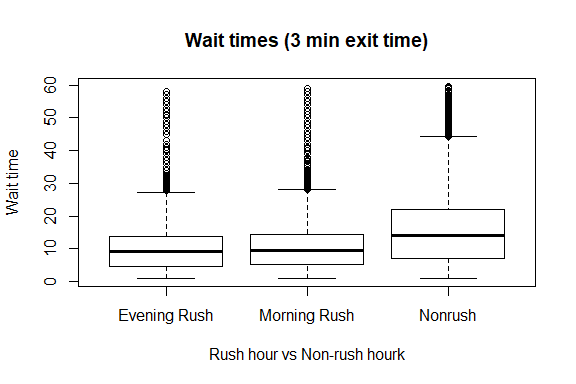 Wait times (3 min exit time)
Wait time
60
50
40
30
20
10
0
Evening Rush
Morning Rush
Nonrush
Rush hour vs Non-rush hourk